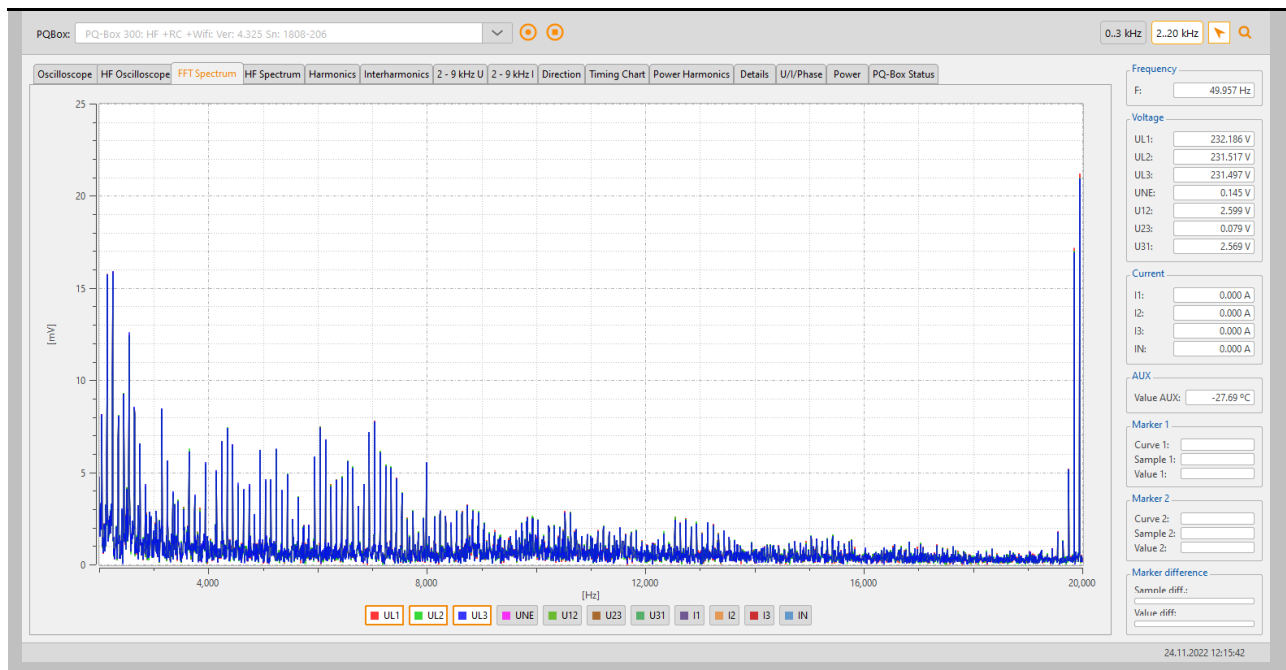 PQBox: PQ-Box 300: HF +RC +Wifi: Ver: 4.325 Sn: 1808-206
0..3 kHz 2..20 kHz
Oscilloscope HF Oscilloscope FFT Spectrum HF Spectrum Harmonics Interharmonics 2 - 9 kHz U 2 - 9 kHz I Direction Timing Chart Power Harmonics Details U/I/Phase Power PQ-Box Status
25
20
15
10
5
0
[mV]
4,000 8,000 12,000 16,000 20,000
[Hz]
UL1 UL2 UL3 UNE U12 U23 U31 I1 I2 I3 IN
Frequency
F: 49.957 Hz
Voltage
UL1: 232.186 V
UL2: 231.517 V
UL3: 231.497 V
UNE: 0.145 V
U12: 2.599 V
U23: 0.079 V
U31: 2.569 V
Current
I1: 0.000 A
I2: 0.000 A
I3: 0.000 A
IN: 0.000 A
AUX
Value AUX: -27.69 °C
Marker 1
Curve 1:
Sample 1:
Value 1:
Marker 2
Curve 2:
Sample 2:
Value 2:
Marker difference
Sample diff.:
Value diff:
24.11.2022 12:15:42